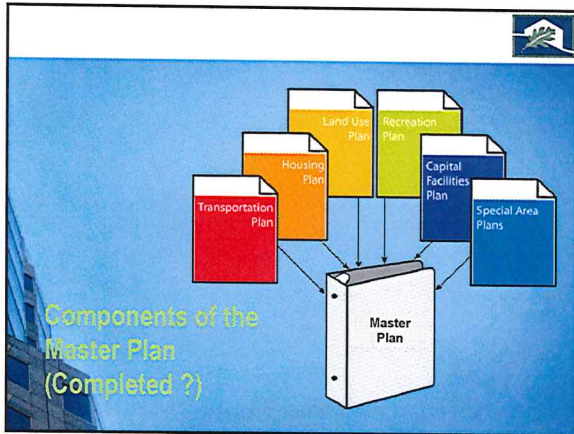 Land Use
Plan
Recreation
Plan
Housing
Plan
Capital
Facilities
Plan
Transportation
Plan
Special Area
Plans
Master
Plan
Components of the
Master Plan
(Completed ?)